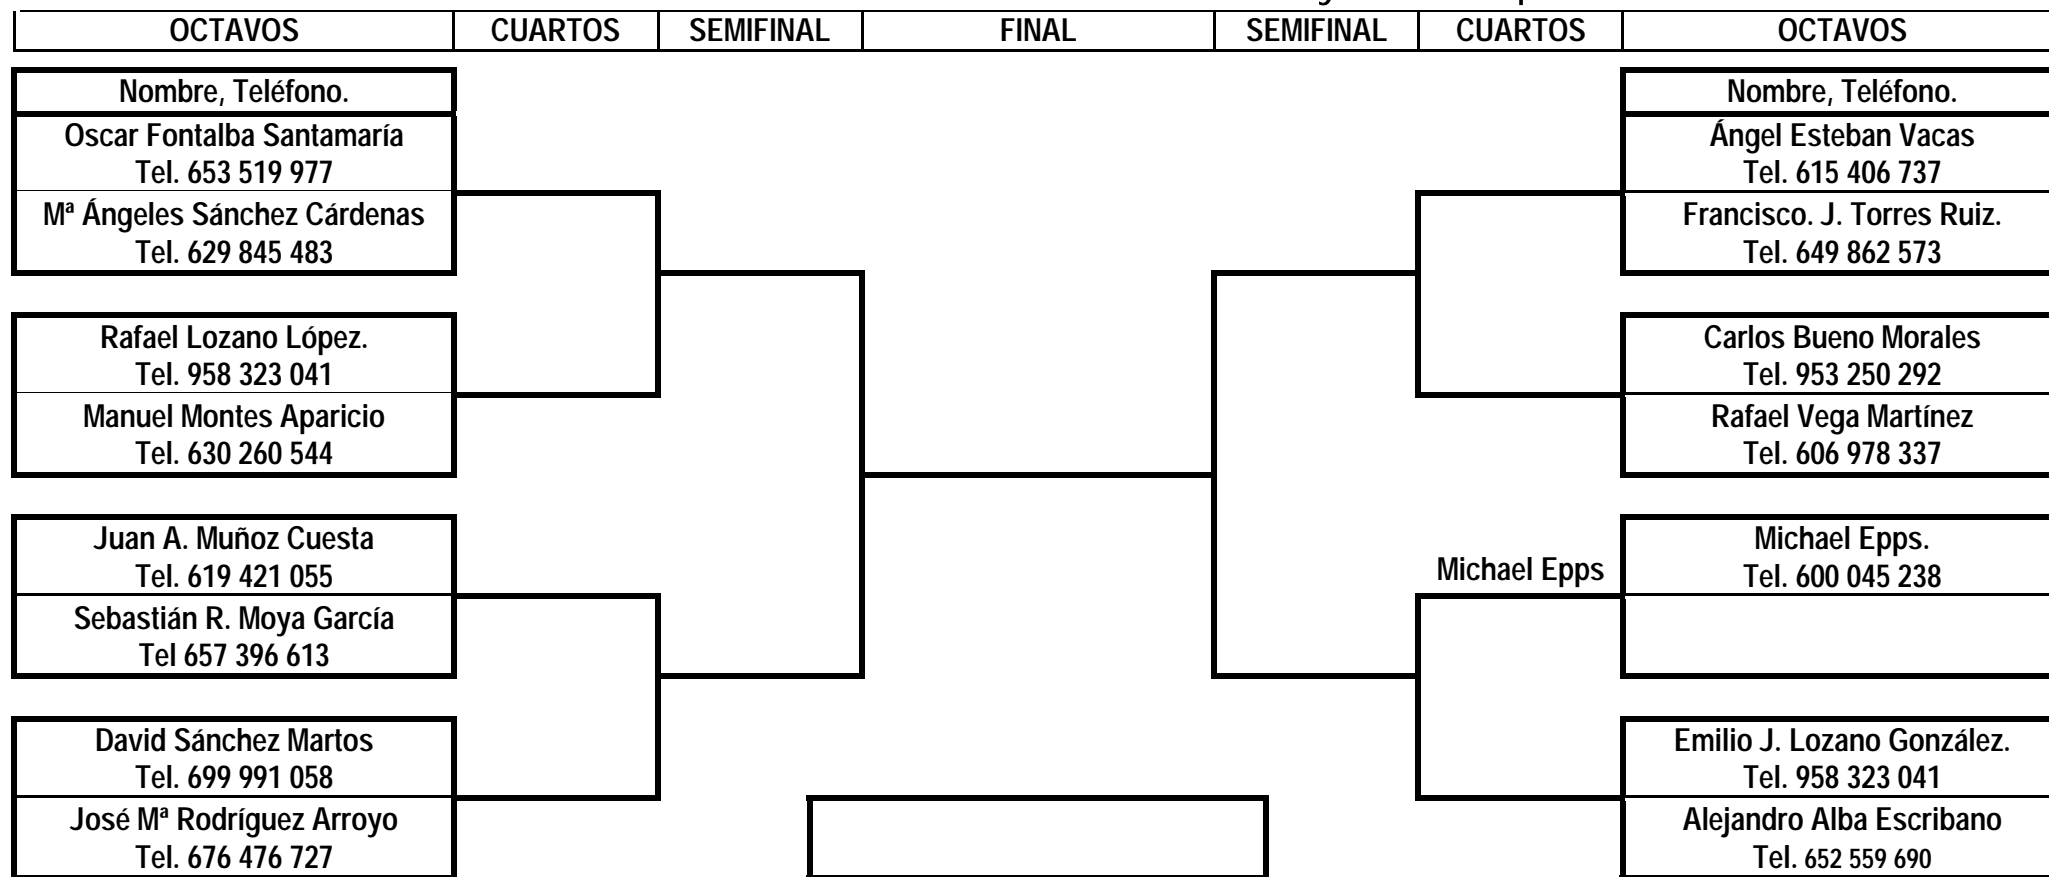 OCTAVOS CUARTOS SEMIFINAL FINAL SEMIFINAL CUARTOS OCTAVOS
Nombre, Teléfono.
Oscar Fontalba Santamaría
Tel. 653 519 977
Mª Ángeles Sánchez Cárdenas
Tel. 629 845 483
Rafael Lozano López.
Tel. 958 323 041
Manuel Montes Aparicio
Tel. 630 260 544
Juan A. Muñoz Cuesta
Tel. 619 421 055
Sebastián R. Moya García
Tel 657 396 613
David Sánchez Martos
Tel. 699 991 058
José Mª Rodríguez Arroyo
Tel. 676 476 727
Michael Epps
Nombre, Teléfono.
Ángel Esteban Vacas
Tel. 615 406 737
Francisco. J. Torres Ruiz.
Tel. 649 862 573
Carlos Bueno Morales
Tel. 953 250 292
Rafael Vega Martínez
Tel. 606 978 337
Michael Epps.
Tel. 600 045 238
Emilio J. Lozano González.
Tel. 958 323 041
Alejandro Alba Escribano
Tel. 652 559 690